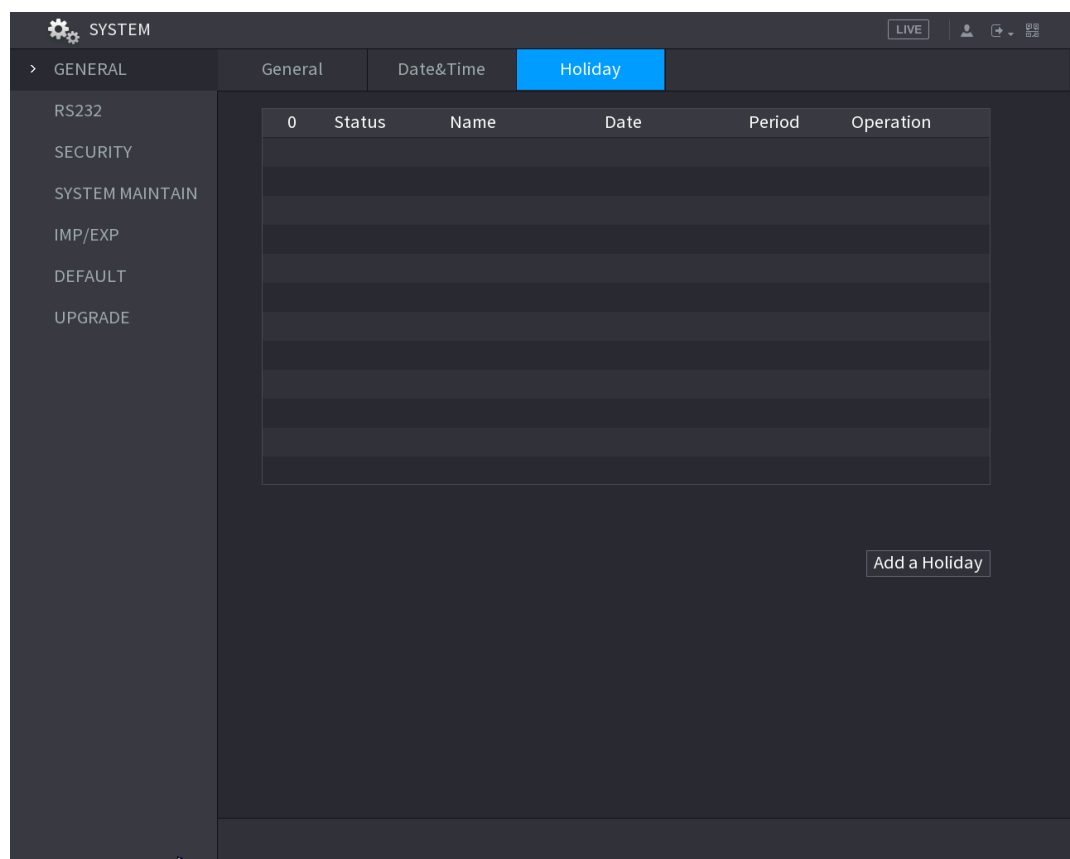 SYSTEM
LIVE
GENERAL
General Date&Time Holiday
RS232
SECURITY
SYSTEM MAINTAIN
IMP/EXP
DEFAULT
UPGRADE
0 Status Name Date Period Operation
Add a Holiday